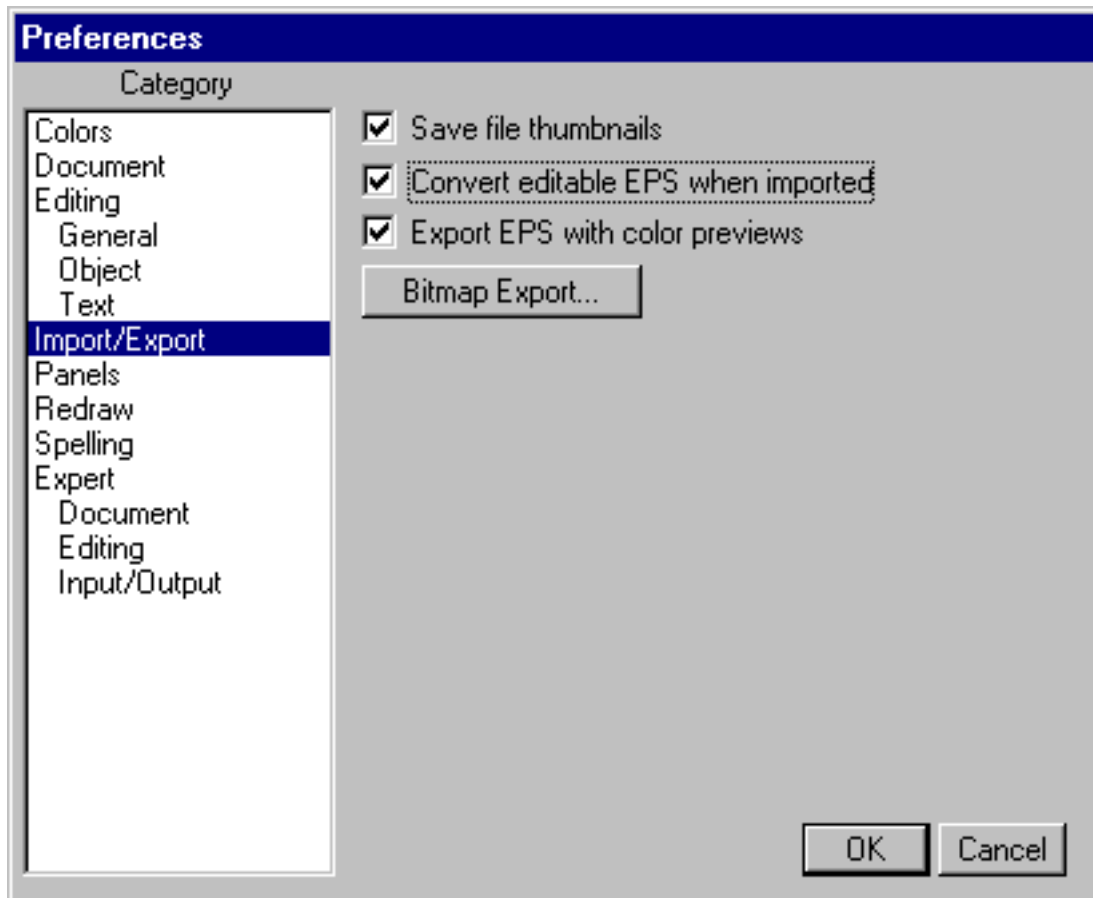 Preferences
Category
Colors
Document
Editing
General
Object
Text
Import/Export
Panels
Redraw
Spelling
Expert
Document
Editing
Input/Output
Save file thumbnails
Convert editable EPS when imported
Export EPS with color previews
Bitmap Export...
OK
Cancel